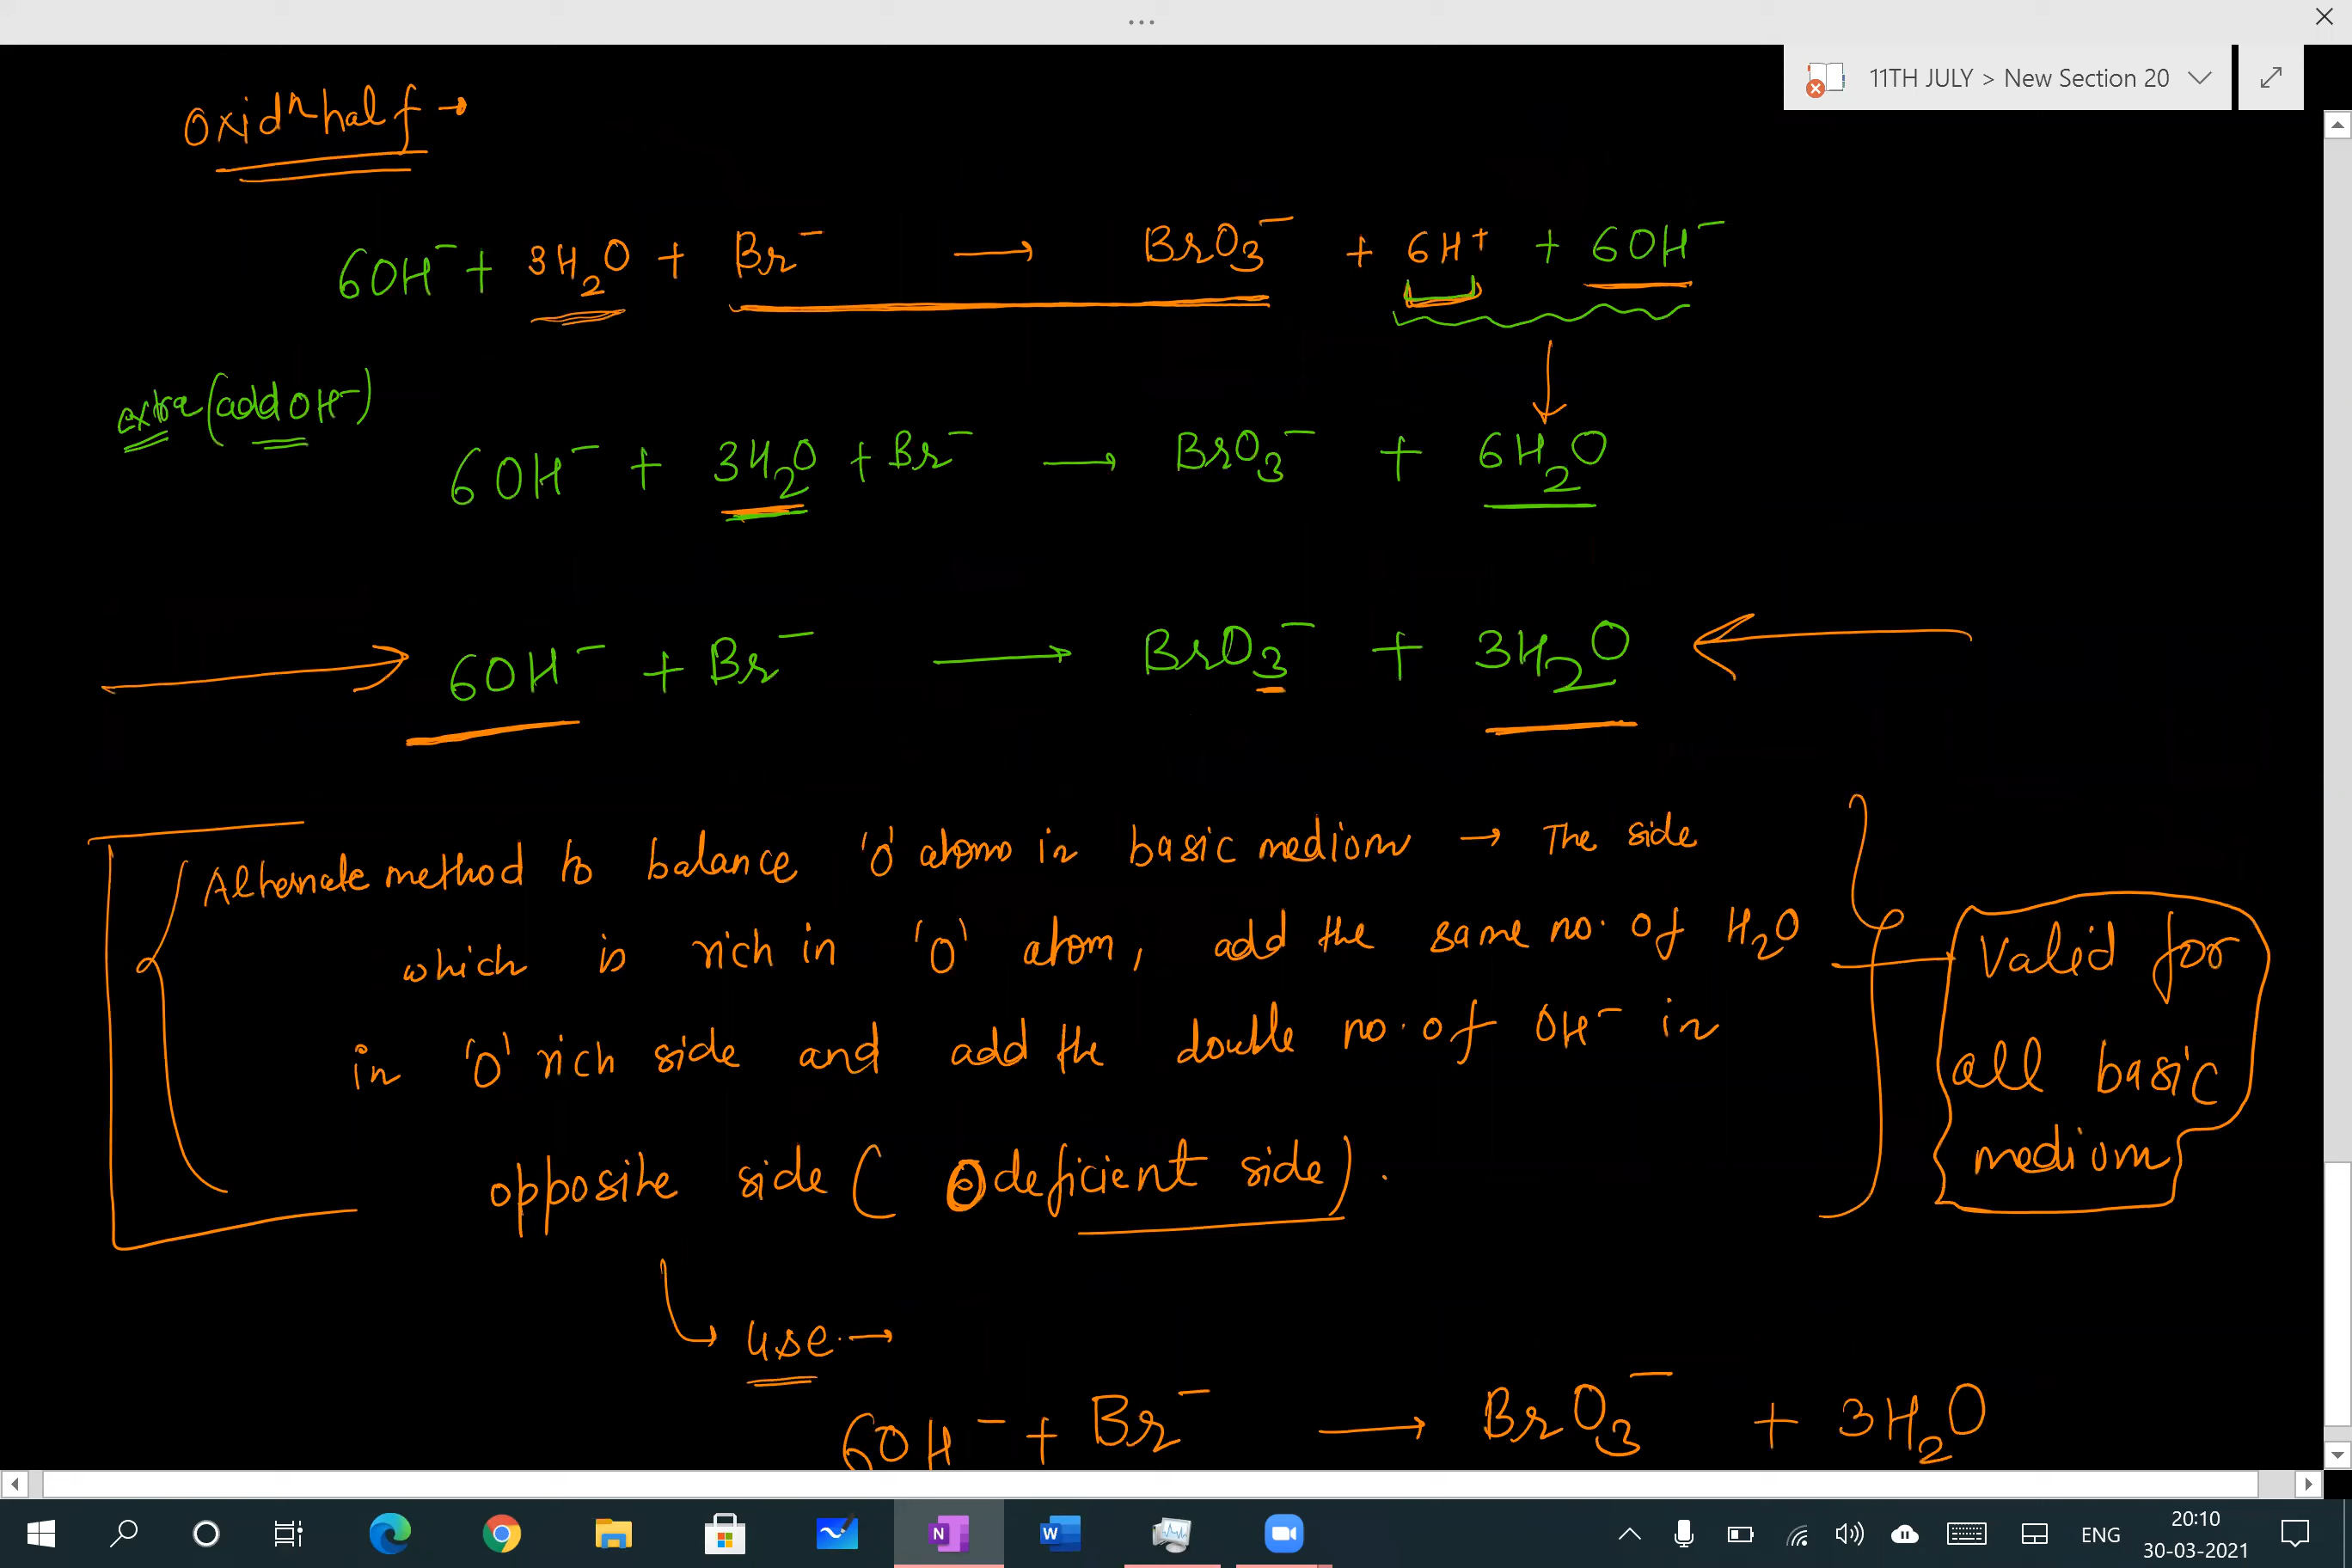 11TH JULY > New Section 20
Oxidⁿ half →
6OH⁻ + 3H₂O + Br⁻ → BrO₃⁻ + 6H⁺ + 6OH⁻
extra (add OH⁻)
6OH⁻ + 3H₂O + Br⁻ → BrO₃⁻ + 6H₂O
6OH⁻ + Br⁻ → BrO₃⁻ + 3H₂O
Alternate method to balance 'O' atoms in basic medium → The side
which is rich in 'O' atom, add the same no. of H₂O
in 'O' rich side and add the double no. of OH⁻ in
opposite side ( O deficient side).
Valid for
all basic
medium
use →
6OH⁻ + Br⁻ → BrO₃⁻ + 3H₂O
ENG
20:10
30-03-2021